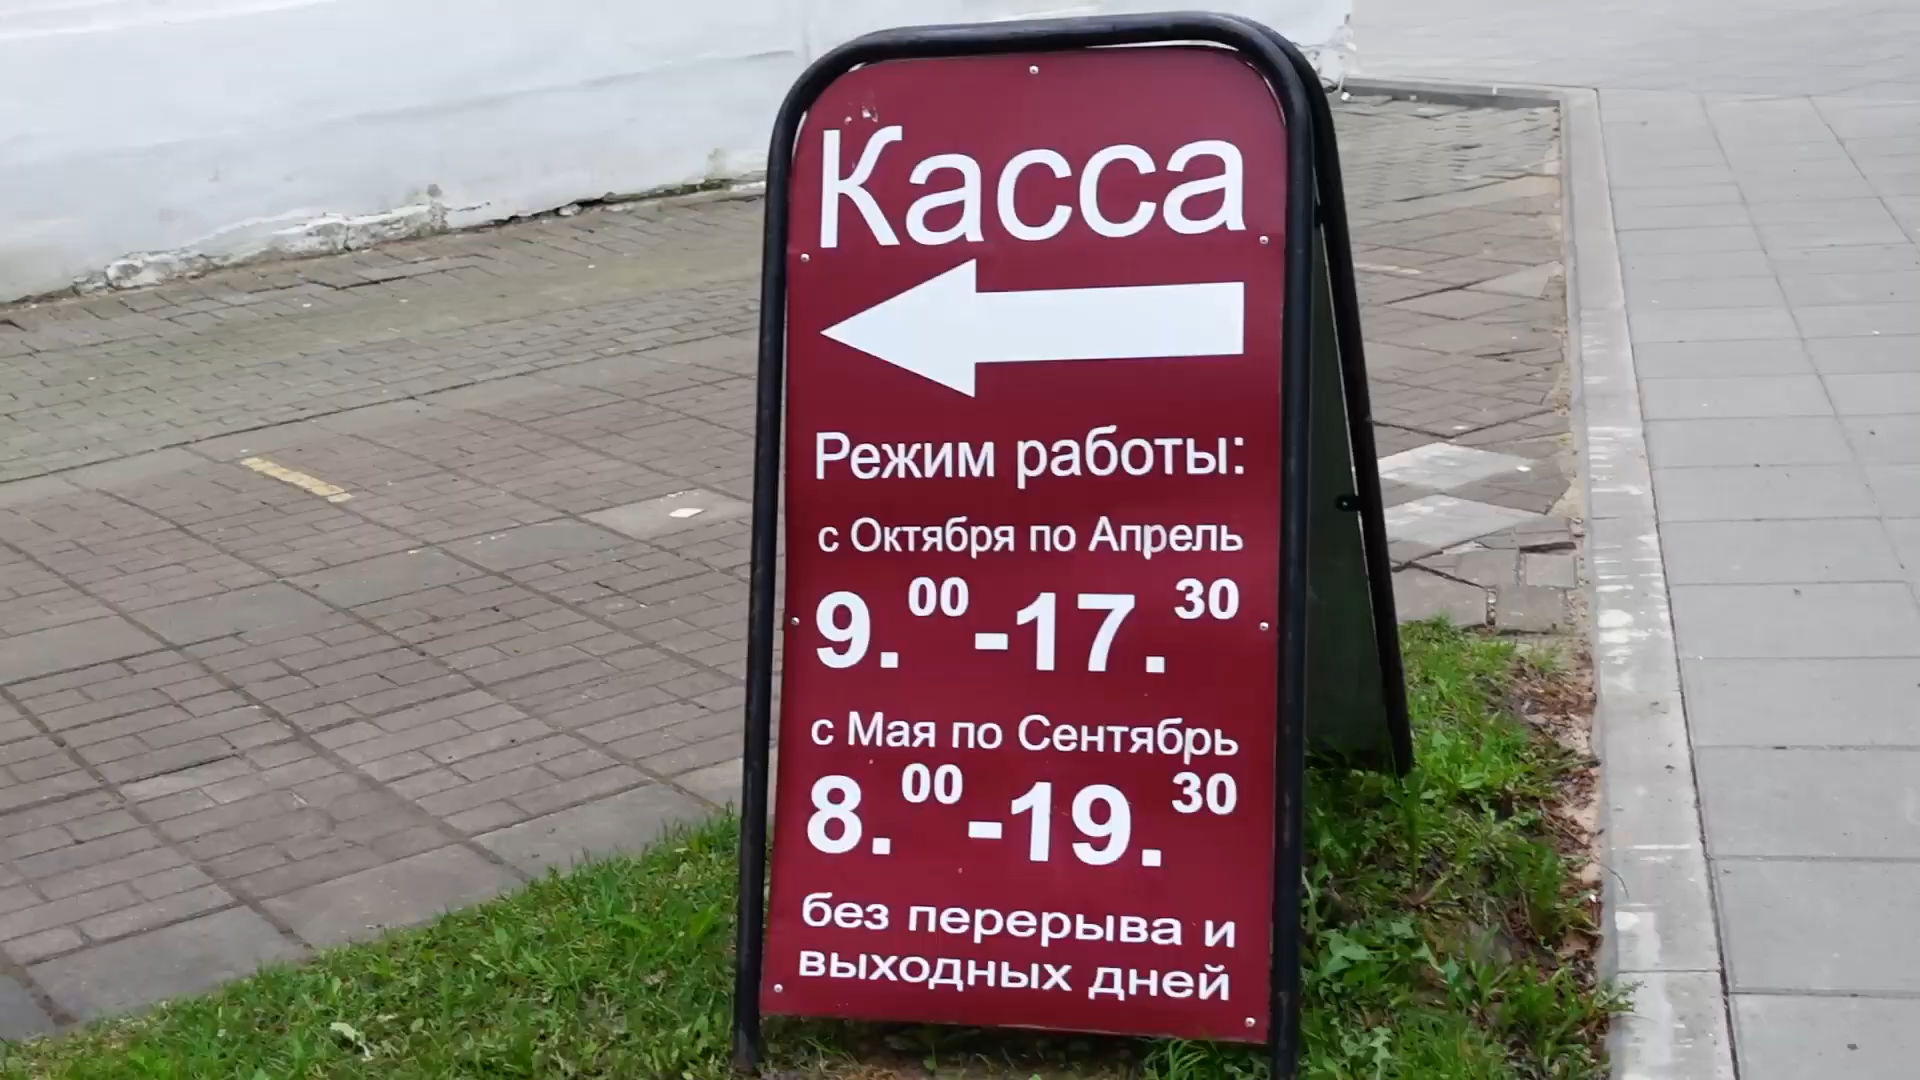 Касса
Режим работы:
с Октября по Апрель
9.00-17.30
с Мая по Сентябрь
8.00-19.30
без перерыва и
выходных дней